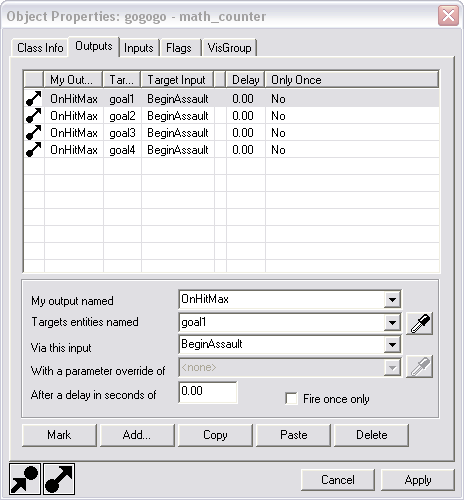 Object Properties: gogogo - math_counter
Class Info Outputs Inputs Flags VisGroup
My Out... Tar... Target Input Delay Only Once
OnHitMax goal1 BeginAssault 0.00 No
OnHitMax goal2 BeginAssault 0.00 No
OnHitMax goal3 BeginAssault 0.00 No
OnHitMax goal4 BeginAssault 0.00 No
My output named OnHitMax
Targets entities named goal1
Via this input BeginAssault
With a parameter override of <none>
After a delay in seconds of 0.00 Fire once only
Mark Add... Copy Paste Delete
Cancel Apply